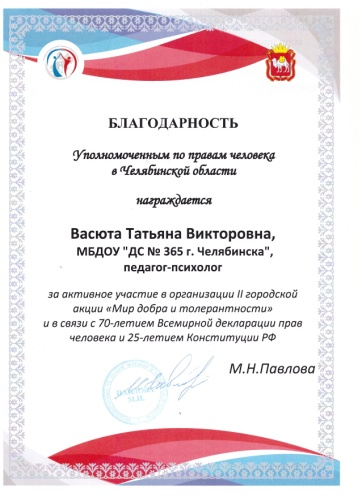 БЛАГОДАРНОСТЬ
Уполномоченным по правам человека
в Челябинской области
награждается
Васюта Татьяна Викторовна,
МБДОУ "ДС № 365 г. Челябинска",
педагог-психолог
за активное участие в организации II городской
акции «Мир добра и толерантности»
и в связи с 70-летием Всемирной декларации прав
человека и 25-летием Конституции РФ
М.Н.Павлова